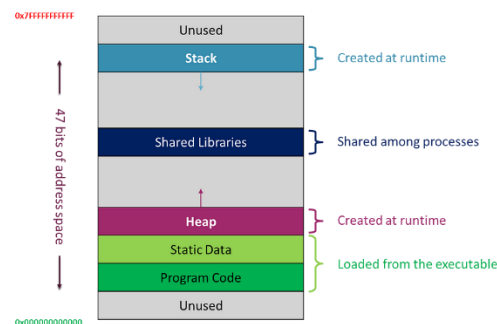 0x7FFFFFFFFFFF
Unused
Stack
Created at runtime
47 bits of address space
Shared Libraries
Shared among processes
Heap
Created at runtime
Static Data
Loaded from the executable
Program Code
Unused
0x000000000000